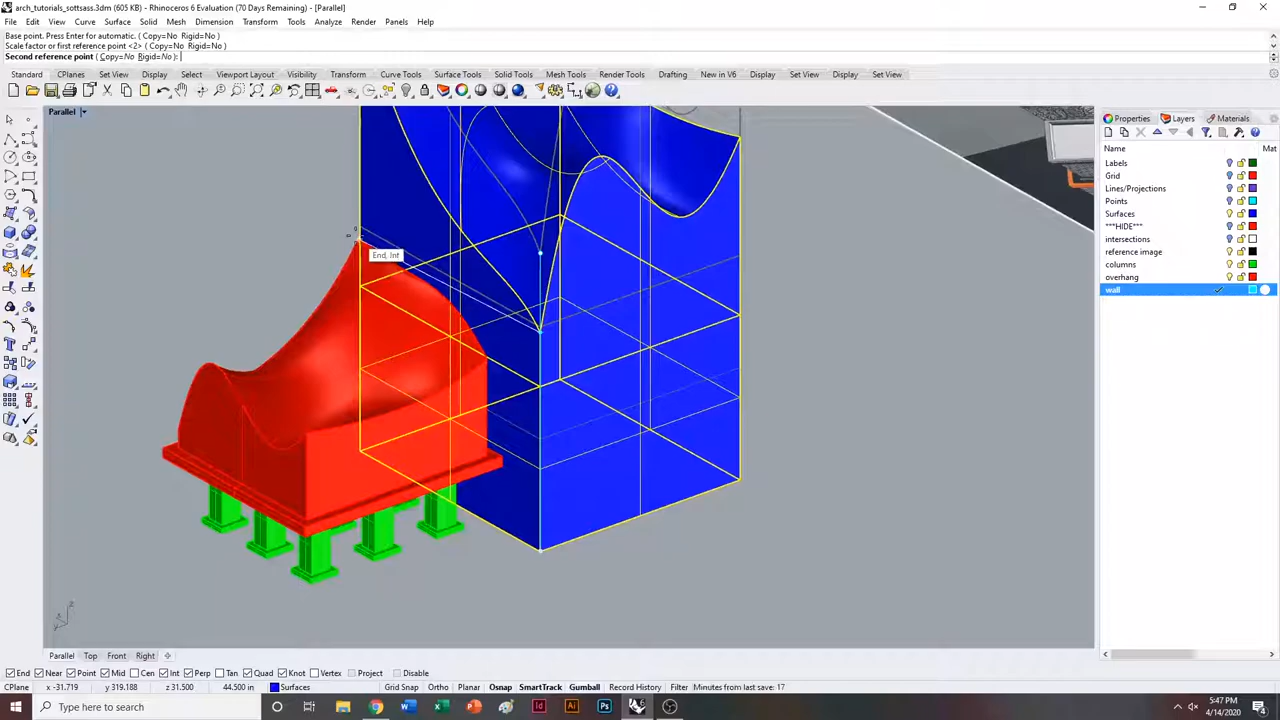 arch_tutorials_sottsass.3dm (605 KB) - Rhinoceros 6 Evaluation (70 Days Remaining) - [Parallel]
File Edit View Curve Surface Solid Mesh Dimension Transform Tools Analyze Render Panels Help
Base point. Press Enter for automatic. ( Copy=No Rigid=No )
Scale factor or first reference point <2> ( Copy=No Rigid=No )
Second reference point ( Copy=No Rigid=No ):
Standard CPlanes Set View Display Select Viewport Layout Visibility Transform Curve Tools Surface Tools Solid Tools Mesh Tools Render Tools Drafting New in V6 Display Set View Display Set View
Parallel
Properties Layers Materials
Name Mat
Labels
Grid
Lines/Projections
Points
Surfaces
***HIDE***
intersections
reference image
columns
overhang
wall
End, Int
Parallel Top Front Right
End Near Point Mid Cen Int Perp Tan Quad Knot Vertex Project Disable
CPlane x -31.719 y 319.188 z 31.500 44.500 in Surfaces Grid Snap Ortho Planar Osnap SmartTrack Gumball Record History Filter Minutes from last save: 17
Type here to search
5:47 PM
4/14/2020